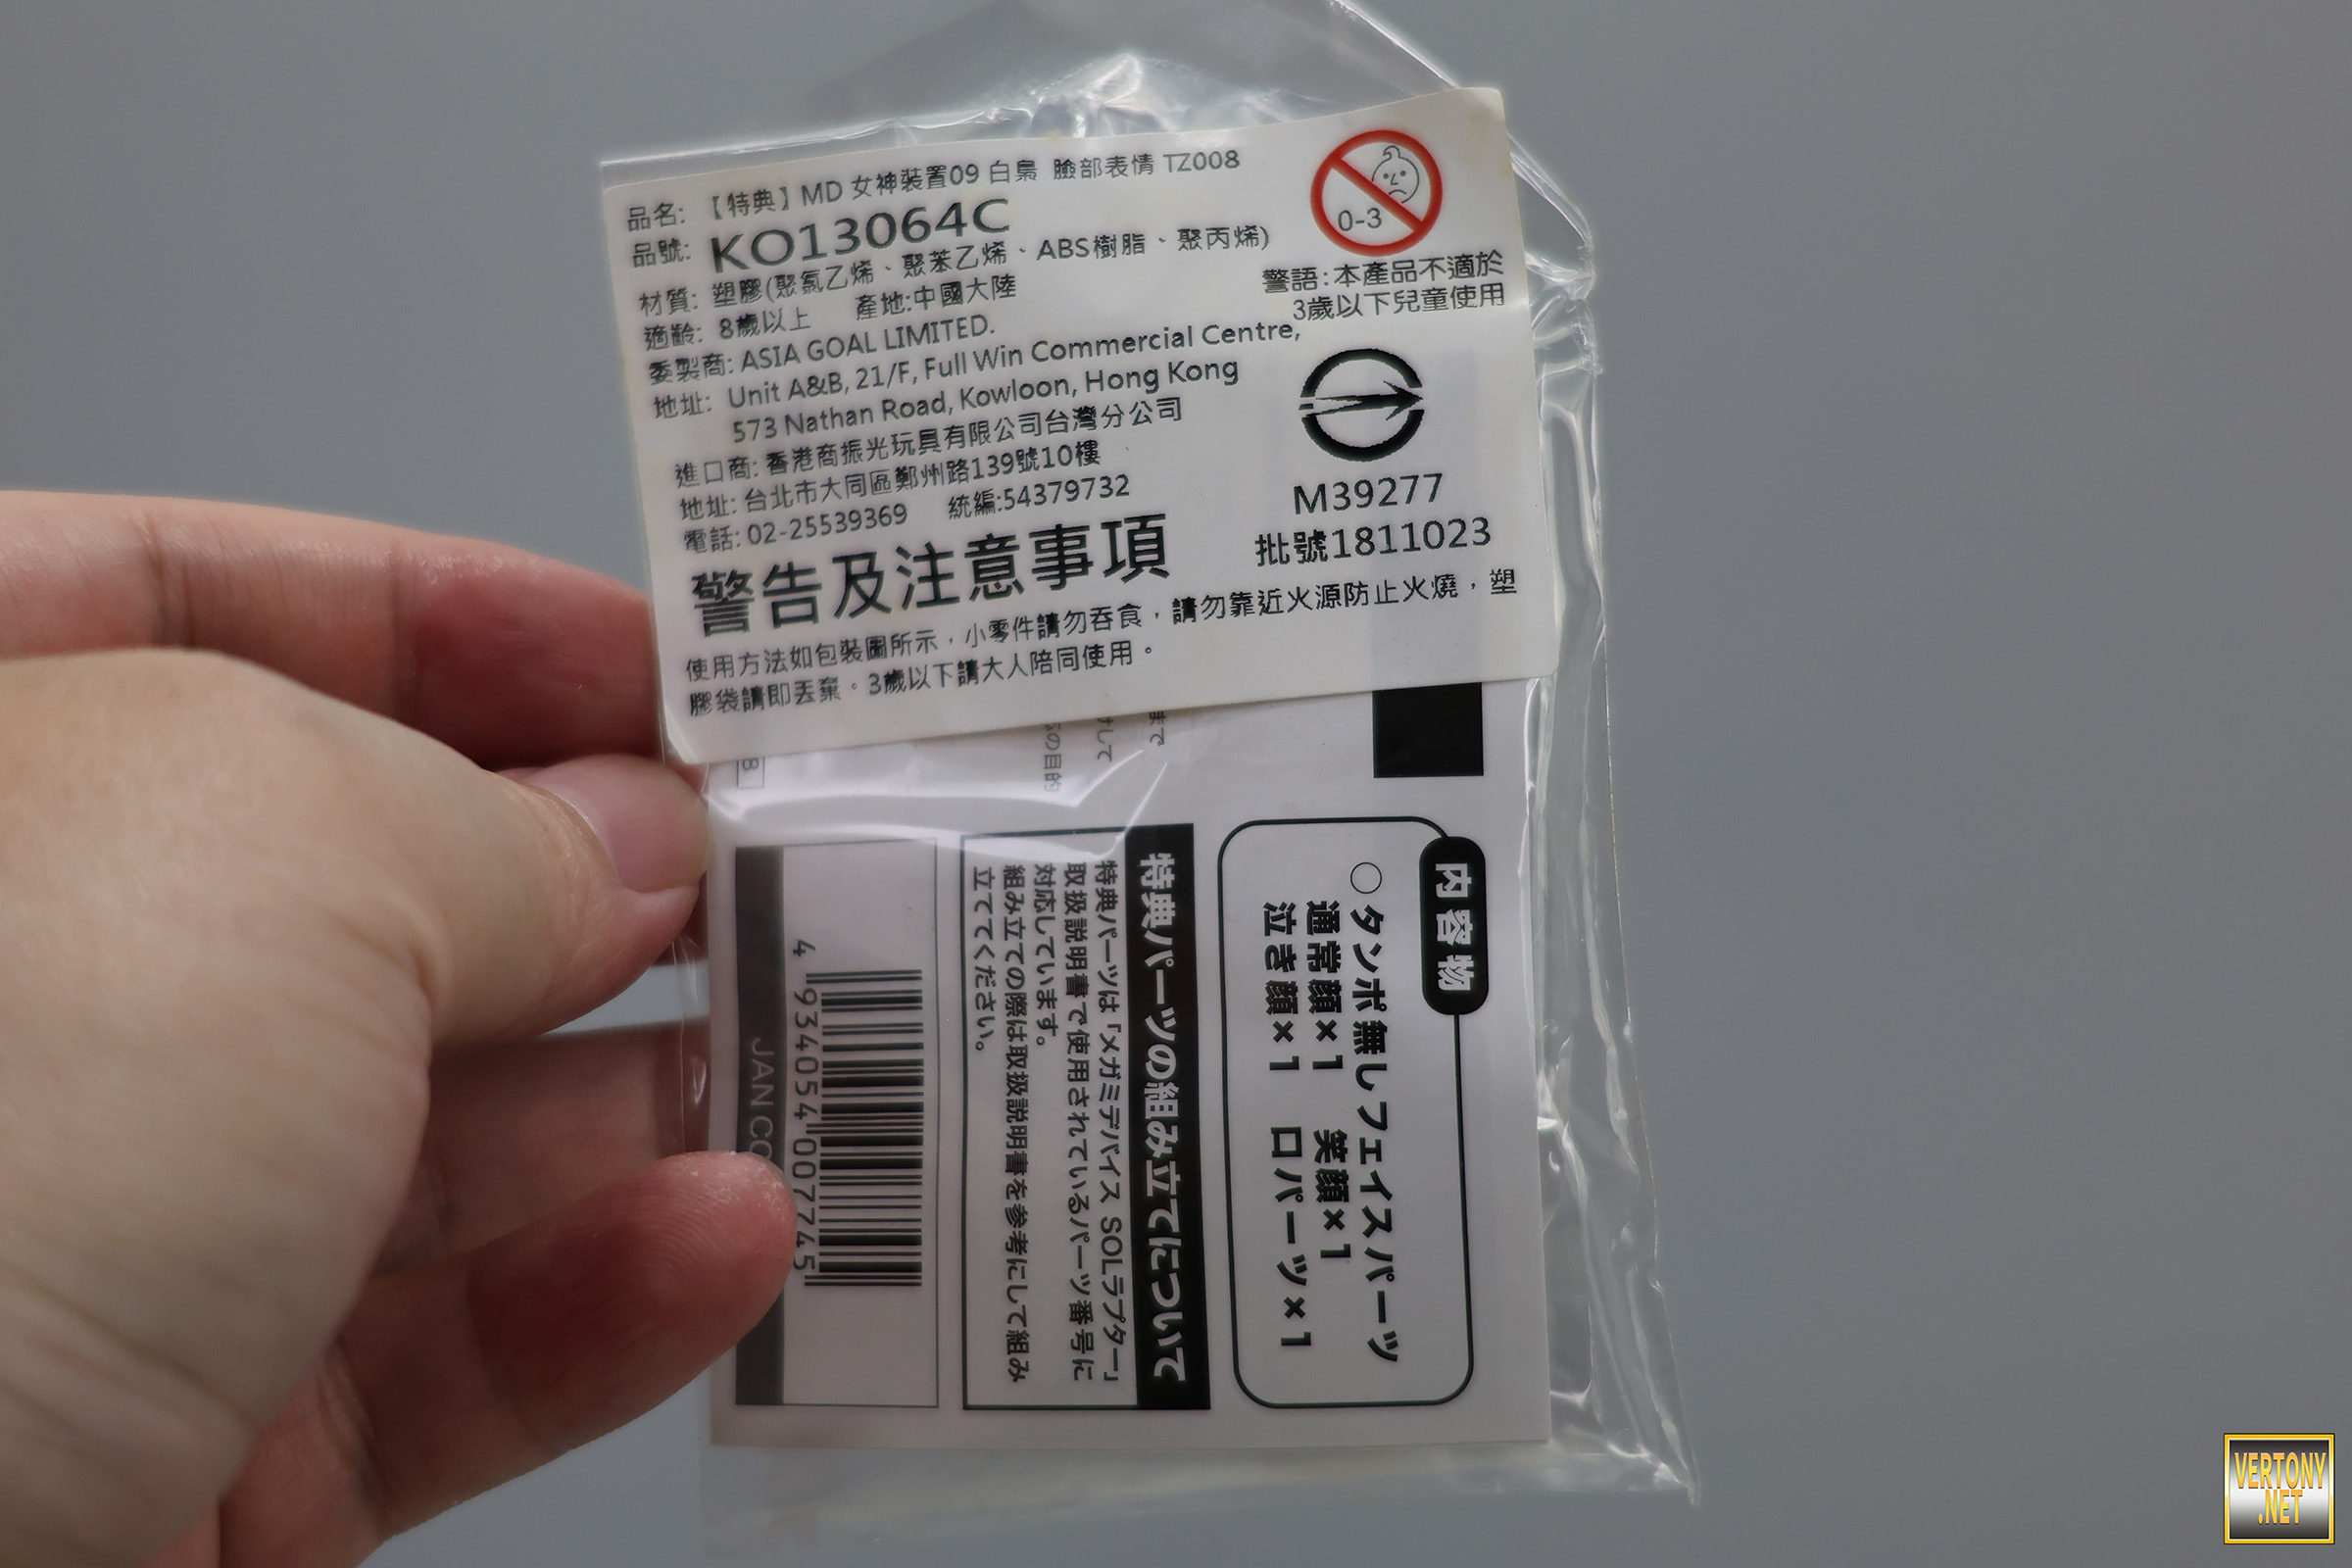 品名: 【特典】MD 女神裝置09 白梟 臉部表情 TZ008
品號: KO13064C
材質: 塑膠(聚氯乙烯、聚苯乙烯、ABS樹脂、聚丙烯)
適齡: 8歲以上 產地:中國大陸
委製商: ASIA GOAL LIMITED.
地址: Unit A&B, 21/F, Full Win Commercial Centre,
573 Nathan Road, Kowloon, Hong Kong
進口商: 香港商振光玩具有限公司台灣分公司
地址: 台北市大同區鄭州路139號10樓
電話: 02-25539369 統編:54379732
0-3
警語:本產品不適於
3歲以下兒童使用
M39277
批號1811023
警告及注意事項
使用方法如包裝圖所示，小零件請勿吞食，請勿靠近火源防止火燒，塑
膠袋請即丟棄。3歲以下請大人陪同使用。
まで
けして
の目的
8
内容物
○タンポ無しフェイスパーツ
通常顔×1 笑顔×1
泣き顔×1 口パーツ×1
特典パーツの組み立てについて
特典パーツは「メガミデバイス SOLラプター」
取扱説明書で使用されているパーツ番号に
対応しています。
組み立ての際は取扱説明書を参考にして組み
立ててください。
4 934054 007745
JAN CO
VERTONY
.NET